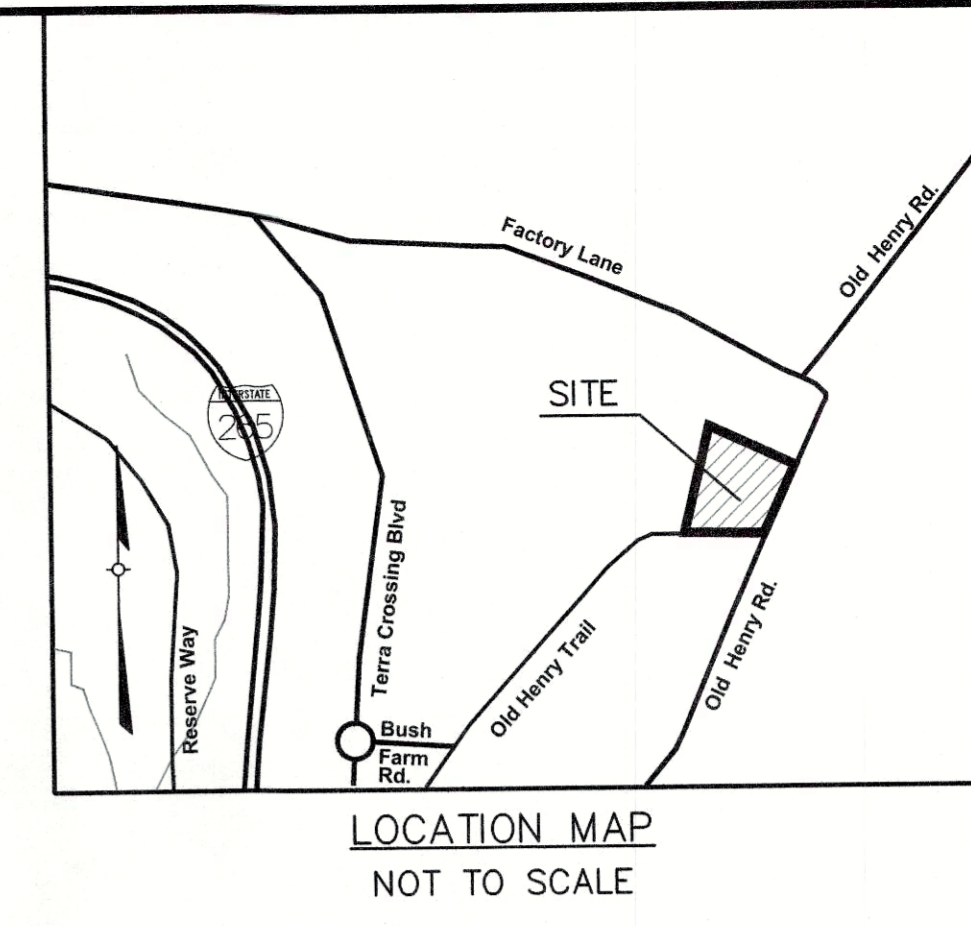 Factory Lane
Old Henry Rd.
INTERSTATE
265
SITE
Terra Crossing Blvd
Reserve Way
Old Henry Trail
Old Henry Rd.
Bush
Farm
Rd.
LOCATION MAP
NOT TO SCALE